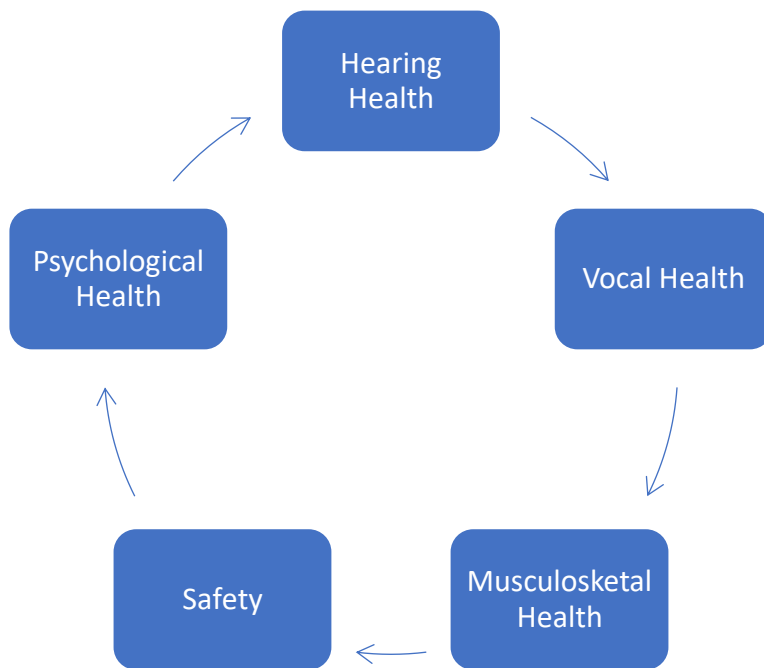 Hearing
Health
Vocal Health
Musculosketal
Health
Safety
Psychological
Health